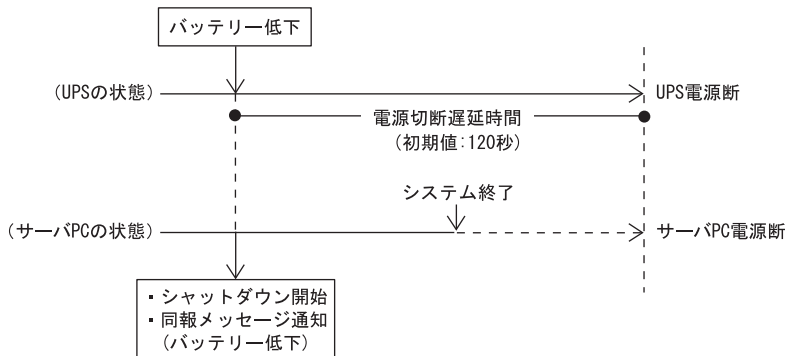 バッテリー低下
(UPSの状態)
UPS電源断
電源切断遅延時間
(初期値:120秒)
システム終了
(サーバPCの状態)
サーバPC電源断
・シャットダウン開始
・同報メッセージ通知
(バッテリー低下)